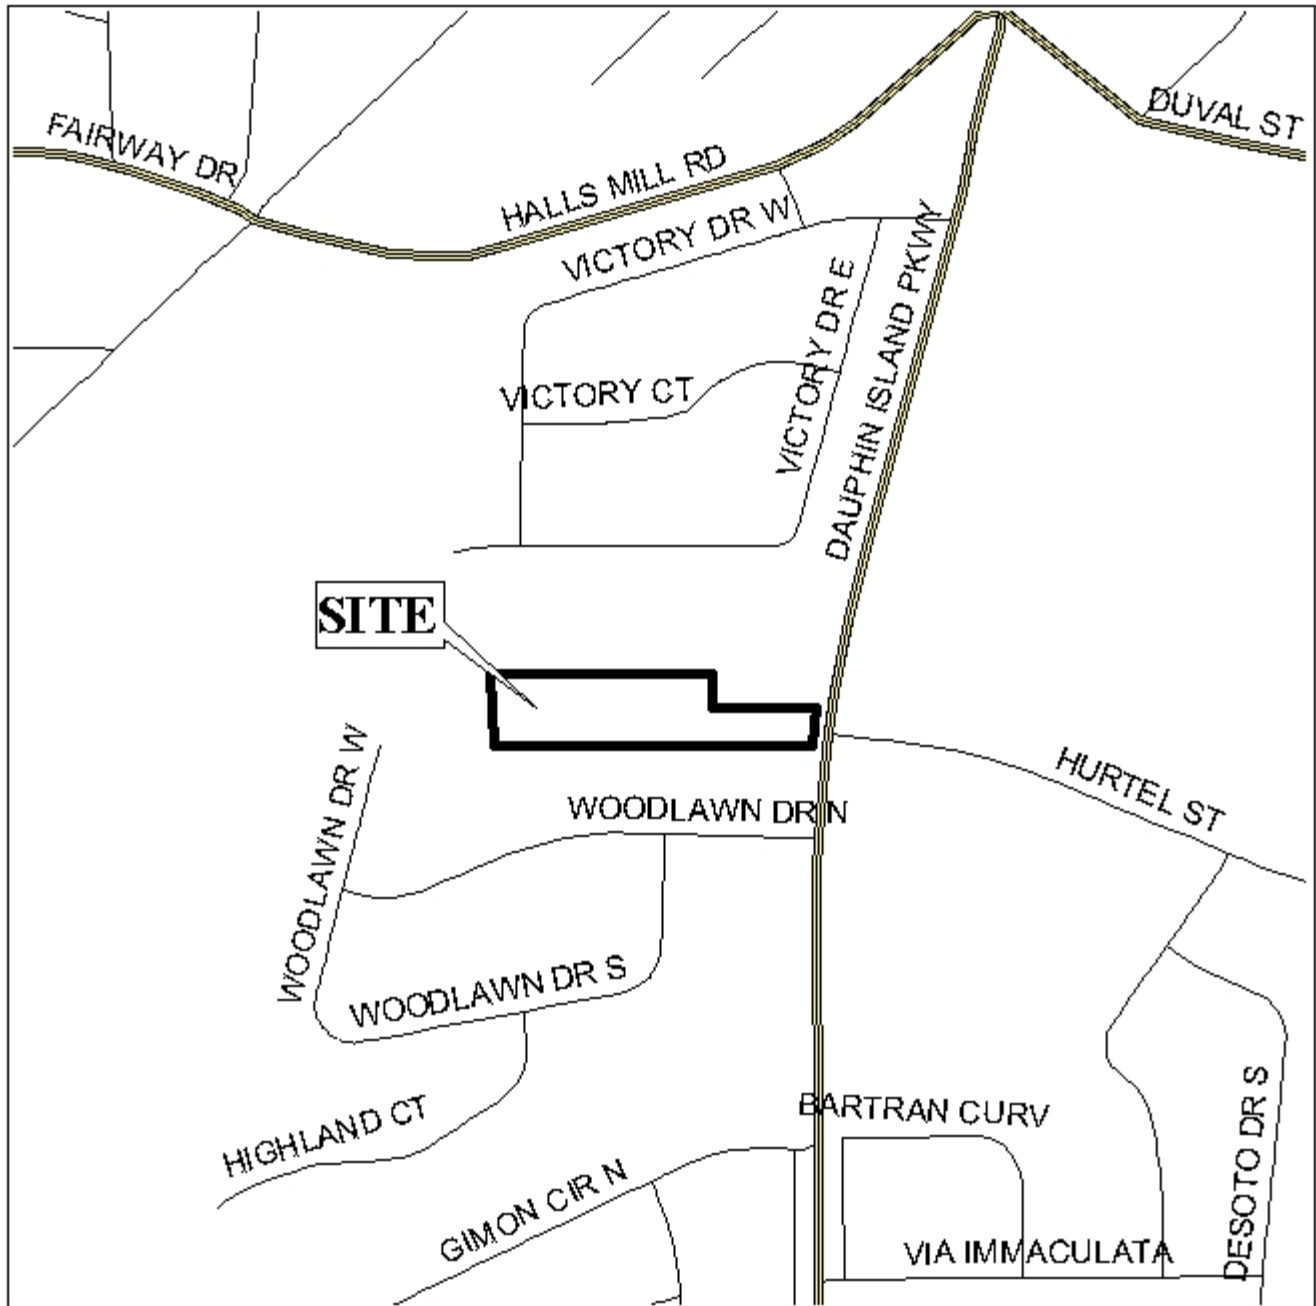 DUVAL ST
FAIRWAY DR
HALLS MILL RD
VICTORY DR W
VICTORY DR E
DAUPHIN ISLAND PKWY
VICTORY CT
SITE
WOODLAWN DR W
HURTEL ST
WOODLAWN DR N
WOODLAWN DR S
HIGHLAND CT
BARTRAN CURV
DESOTO DR S
GIMON CIR N
VIA IMMACULATA